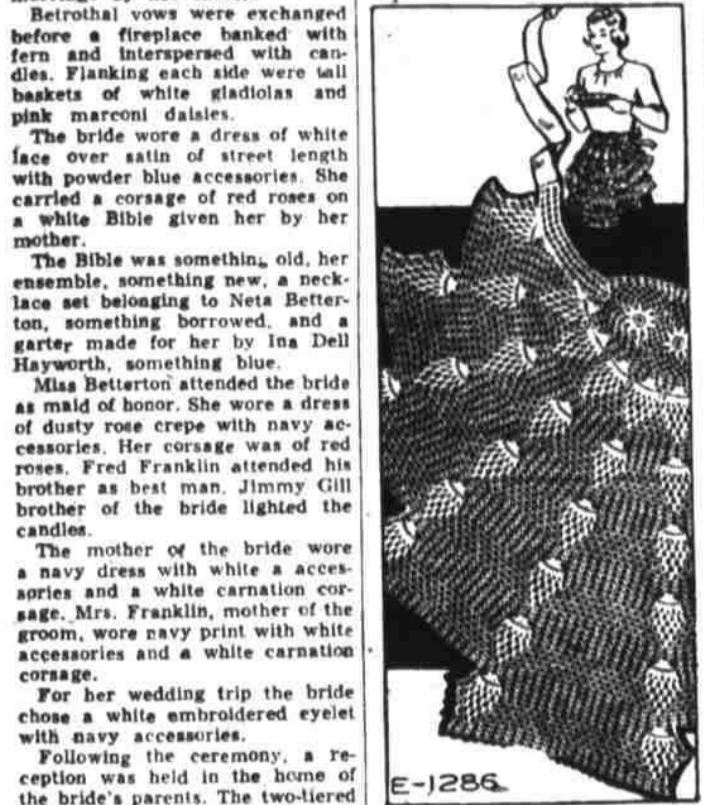 Betrothal vows were exchanged
before a fireplace banked with
fern and interspersed with can-
dles. Flanking each side were tall
baskets of white gladiolas and
pink marconi daisies.
The bride wore a dress of white
lace over satin of street length
with powder blue accessories. She
carried a corsage of red roses on
a white Bible given her by her
mother.
The Bible was something old, her
ensemble, something new, a neck-
lace set belonging to Neta Better-
ton, something borrowed, and a
garter made for her by Ina Dell
Hayworth, something blue.
Miss Betterton attended the bride
as maid of honor. She wore a dress
of dusty rose crepe with navy ac-
cessories. Her corsage was of red
roses. Fred Franklin attended his
brother as best man. Jimmy Gill
brother of the bride lighted the
candles.
The mother of the bride wore
a navy dress with white a acces-
sories and a white carnation cor-
sage. Mrs. Franklin, mother of the
groom, wore navy print with white
accessories and a white carnation
corsage.
For her wedding trip the bride
chose a white embroidered eyelet
with navy accessories.
Following the ceremony, a re-
ception was held in the home of
the bride's parents. The two-tiered
E-1286